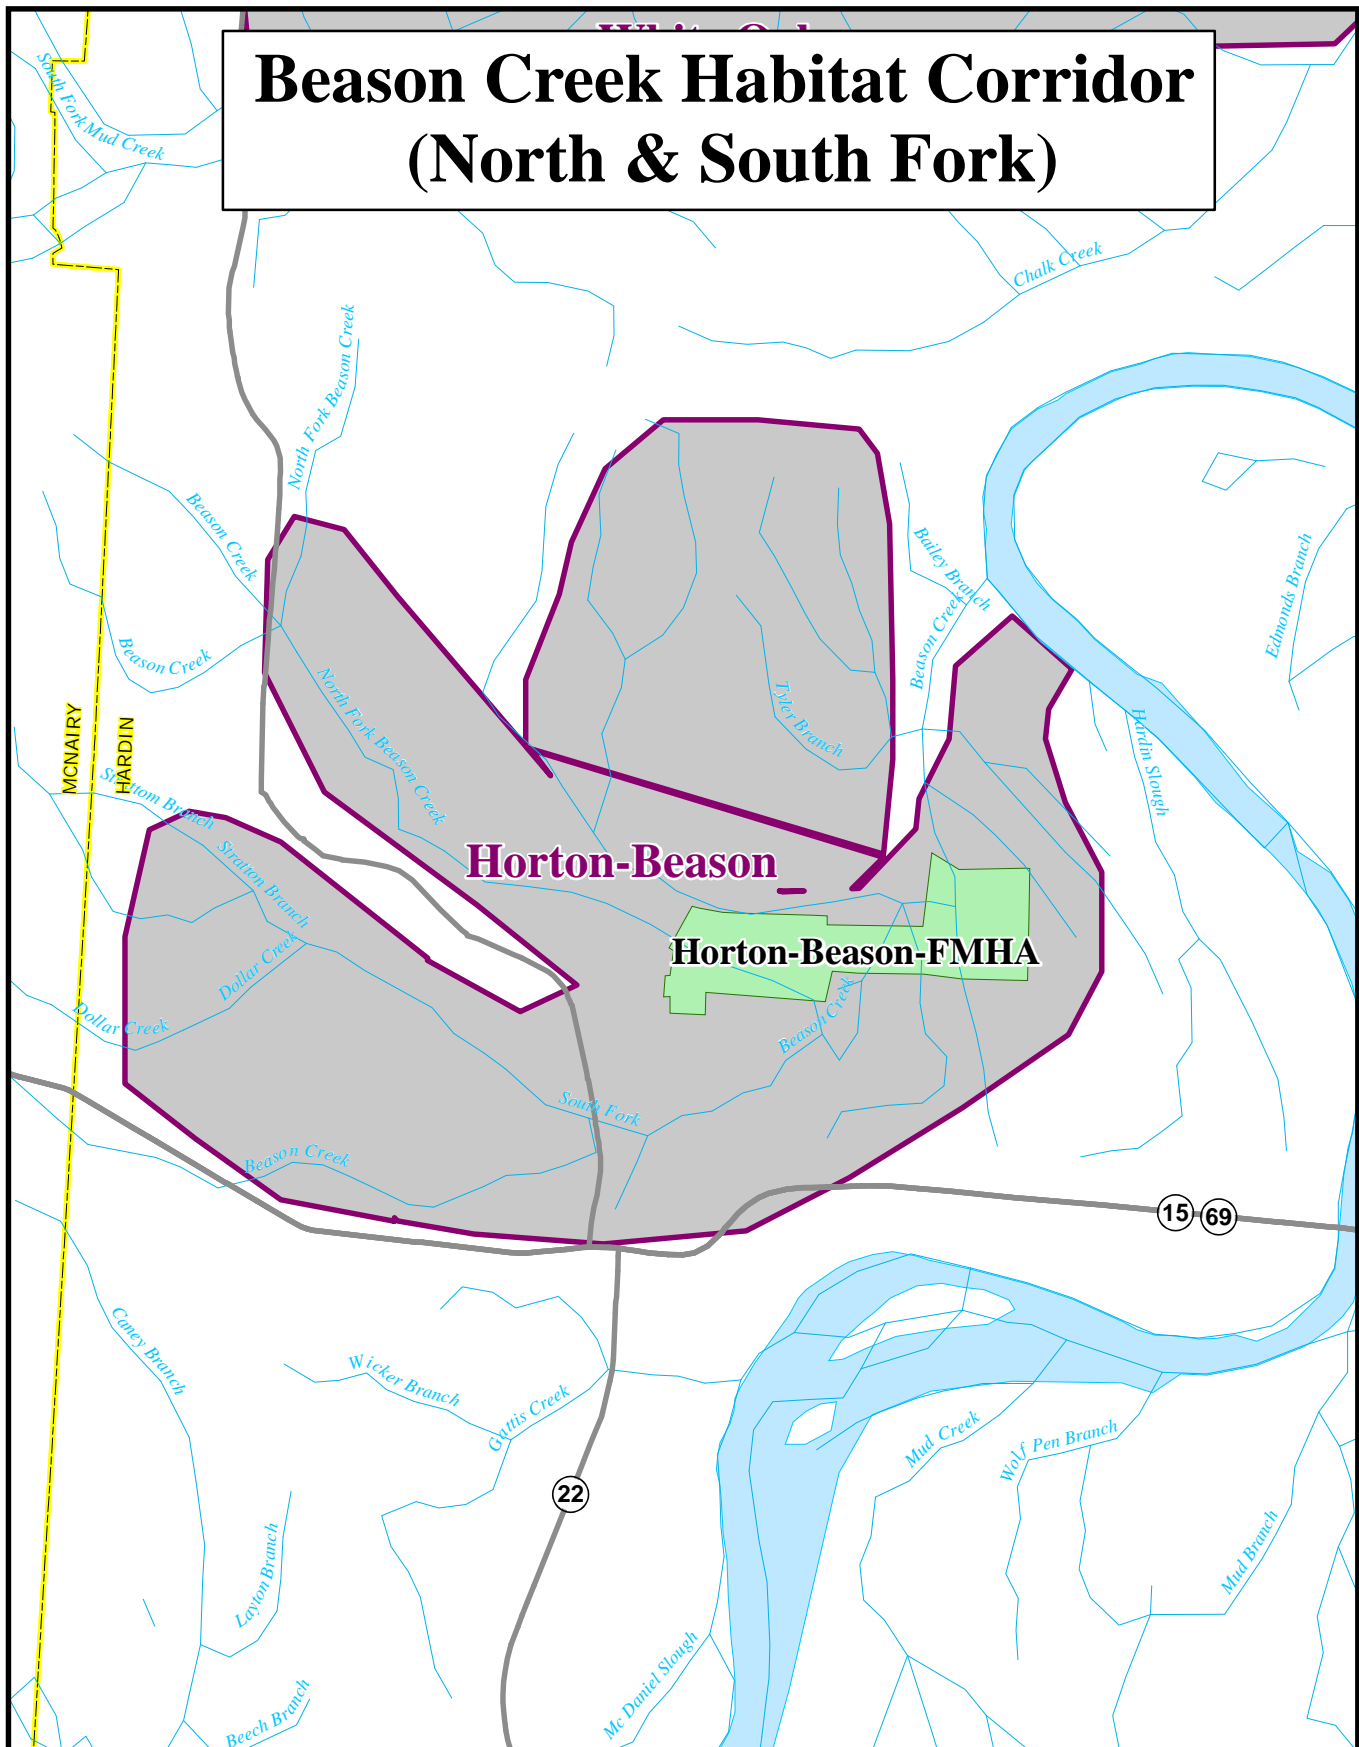 Beason Creek Habitat Corridor
(North & South Fork)
South Fork
Mud Creek
Chalk Creek
North Fork Beason Creek
Beason Creek
Beason Creek
Bailey Branch
Beason Creek
Edmonds Branch
North Fork Beason Creek
Tyler Branch
Hardin Slough
MCNAIRY
HARDIN
Strattom Branch
Stration Branch
Horton-Beason
Horton-Beason-FMHA
Dollar Creek
Dollar Creek
Beason Creek
South Fork
Beason Creek
15
69
Caney Branch
Wicker Branch
Gattis Creek
Mud Creek
Wolf Pen Branch
22
Layton Branch
Mud Branch
Mc Daniel Slough
Beech Branch